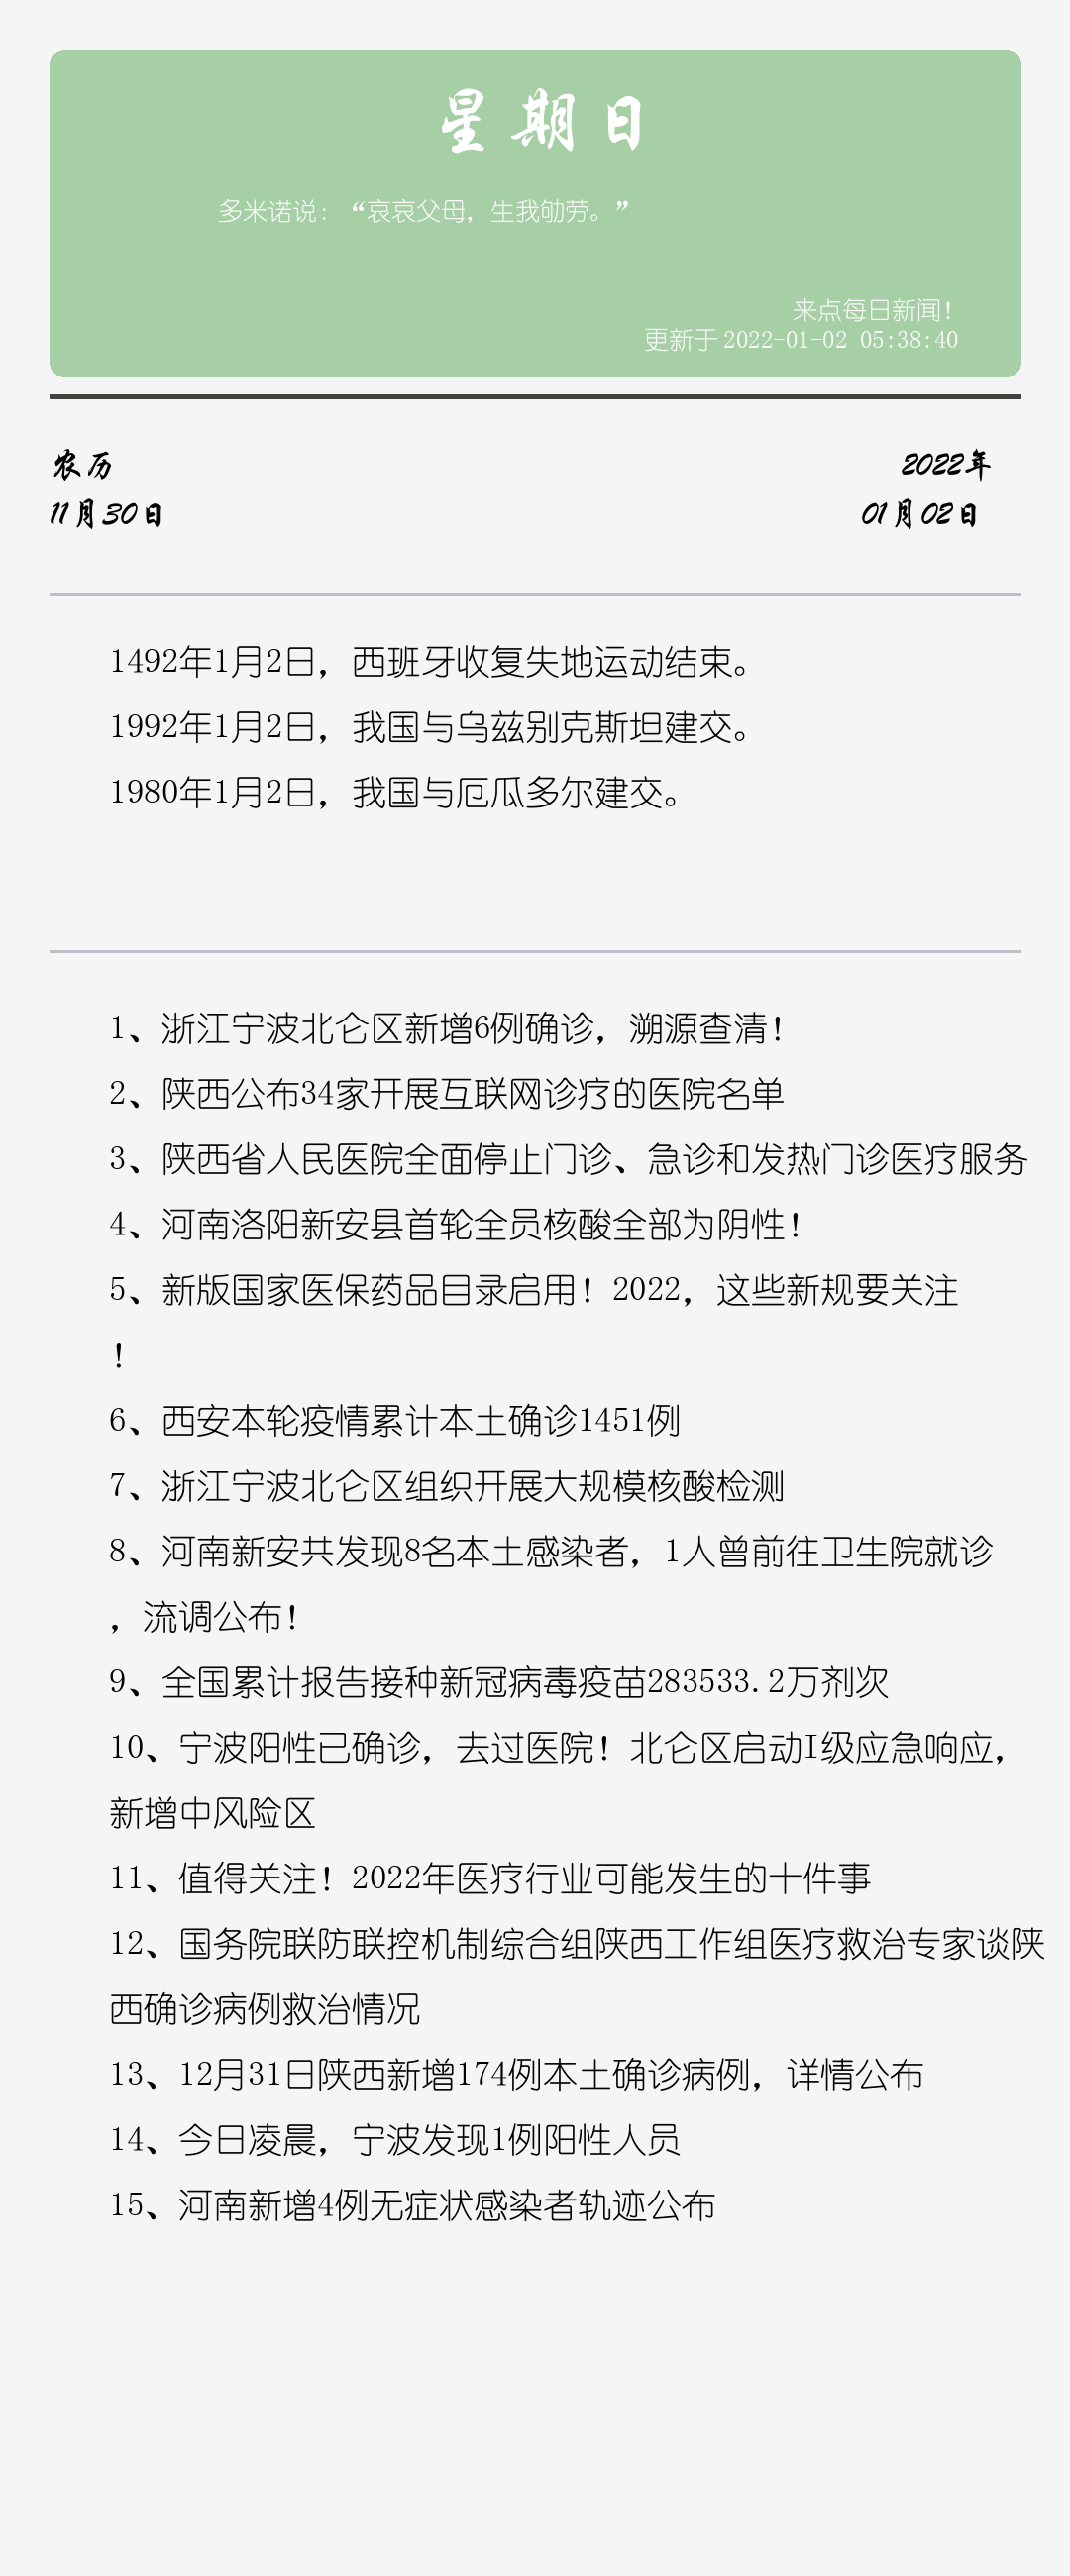 星期日
多米诺说：“哀哀父母，生我劬劳。”
来点每日新闻！
更新于 2022-01-02 05:38:40
农历
2022年
11月30日
01月02日
1492年1月2日，西班牙收复失地运动结束。
1992年1月2日，我国与乌兹别克斯坦建交。
1980年1月2日，我国与厄瓜多尔建交。
1、浙江宁波北仑区新增6例确诊，溯源查清！
2、陕西公布34家开展互联网诊疗的医院名单
3、陕西省人民医院全面停止门诊、急诊和发热门诊医疗服务
4、河南洛阳新安县首轮全员核酸全部为阴性！
5、新版国家医保药品目录启用！2022，这些新规要关注
！
6、西安本轮疫情累计本土确诊1451例
7、浙江宁波北仑区组织开展大规模核酸检测
8、河南新安共发现8名本土感染者，1人曾前往卫生院就诊
，流调公布！
9、全国累计报告接种新冠病毒疫苗283533.2万剂次
10、宁波阳性已确诊，去过医院！北仑区启动I级应急响应，
新增中风险区
11、值得关注！2022年医疗行业可能发生的十件事
12、国务院联防联控机制综合组陕西工作组医疗救治专家谈陕
西确诊病例救治情况
13、12月31日陕西新增174例本土确诊病例，详情公布
14、今日凌晨，宁波发现1例阳性人员
15、河南新增4例无症状感染者轨迹公布